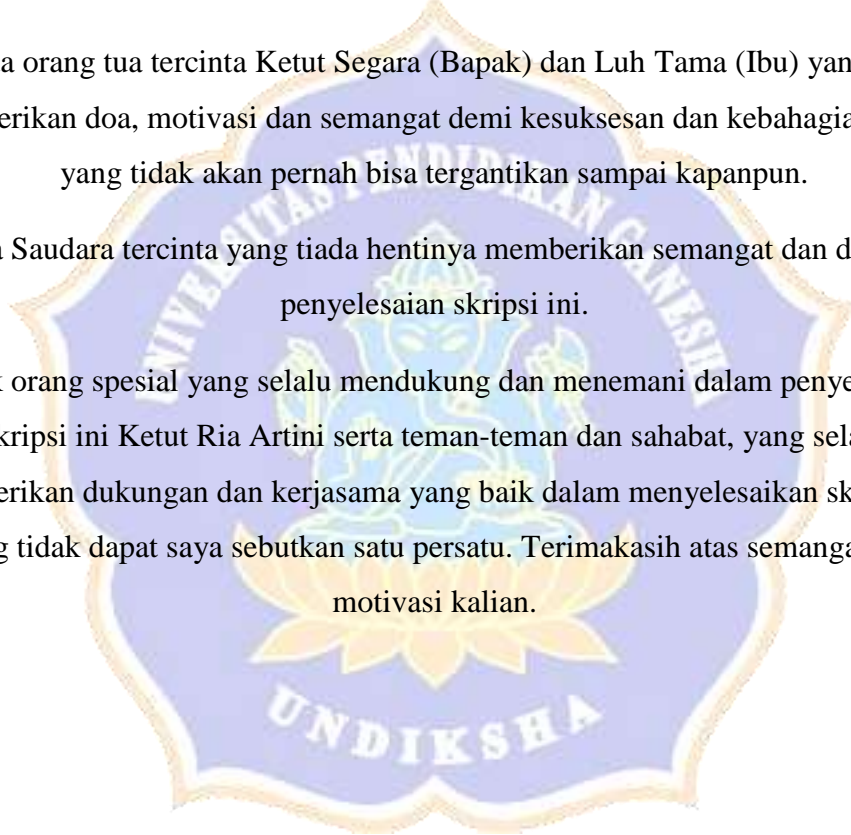 a orang tua tercinta Ketut Segara (Bapak) dan Luh Tama (Ibu) yan
erikan doa, motivasi dan semangat demi kesuksesan dan kebahagia
yang tidak akan pernah bisa tergantikan sampai kapanpun.
a Saudara tercinta yang tiada hentinya memberikan semangat dan d
penyelesaian skripsi ini.
k orang spesial yang selalu mendukung dan menemani dalam penye
kripsi ini Ketut Ria Artini serta teman-teman dan sahabat, yang sela
erikan dukungan dan kerjasama yang baik dalam menyelesaikan sk
g tidak dapat saya sebutkan satu persatu. Terimakasih atas semanga
motivasi kalian.
UNIVERSITAS PENDIDIKAN GANESHA
UNDIKSHA